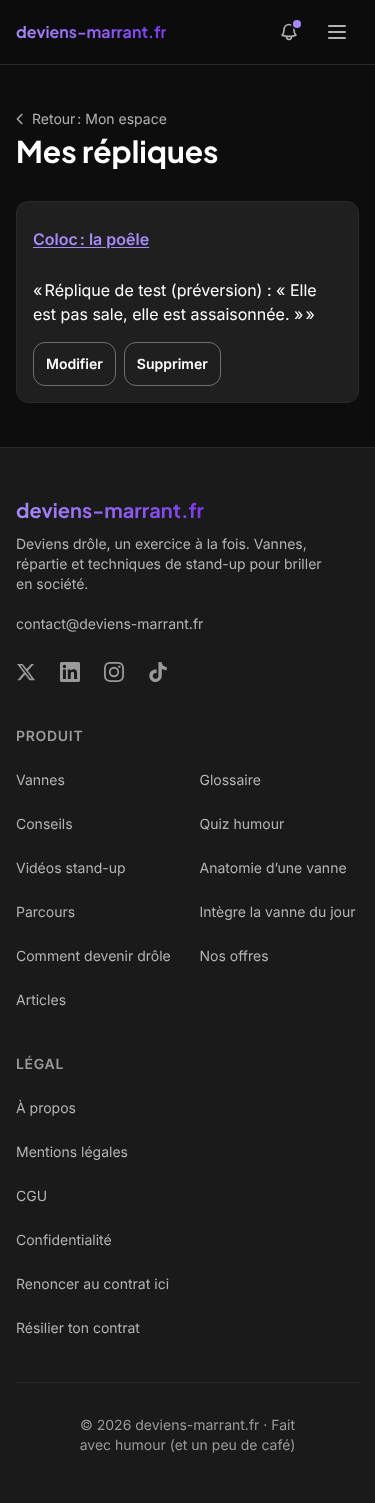 deviens-marrant.fr
Retour : Mon espace
Mes répliques
Coloc : la poêle
« Réplique de test (préversion) : « Elle
est pas sale, elle est assaisonnée. » »
Modifier Supprimer
deviens-marrant.fr
Deviens drôle, un exercice à la fois. Vannes,
répartie et techniques de stand-up pour briller
en société.
contact@deviens-marrant.fr
PRODUIT
Vannes Glossaire
Conseils Quiz humour
Vidéos stand-up Anatomie d’une vanne
Parcours Intègre la vanne du jour
Comment devenir drôle Nos offres
Articles
LÉGAL
À propos
Mentions légales
CGU
Confidentialité
Renoncer au contrat ici
Résilier ton contrat
© 2026 deviens-marrant.fr · Fait
avec humour (et un peu de café)